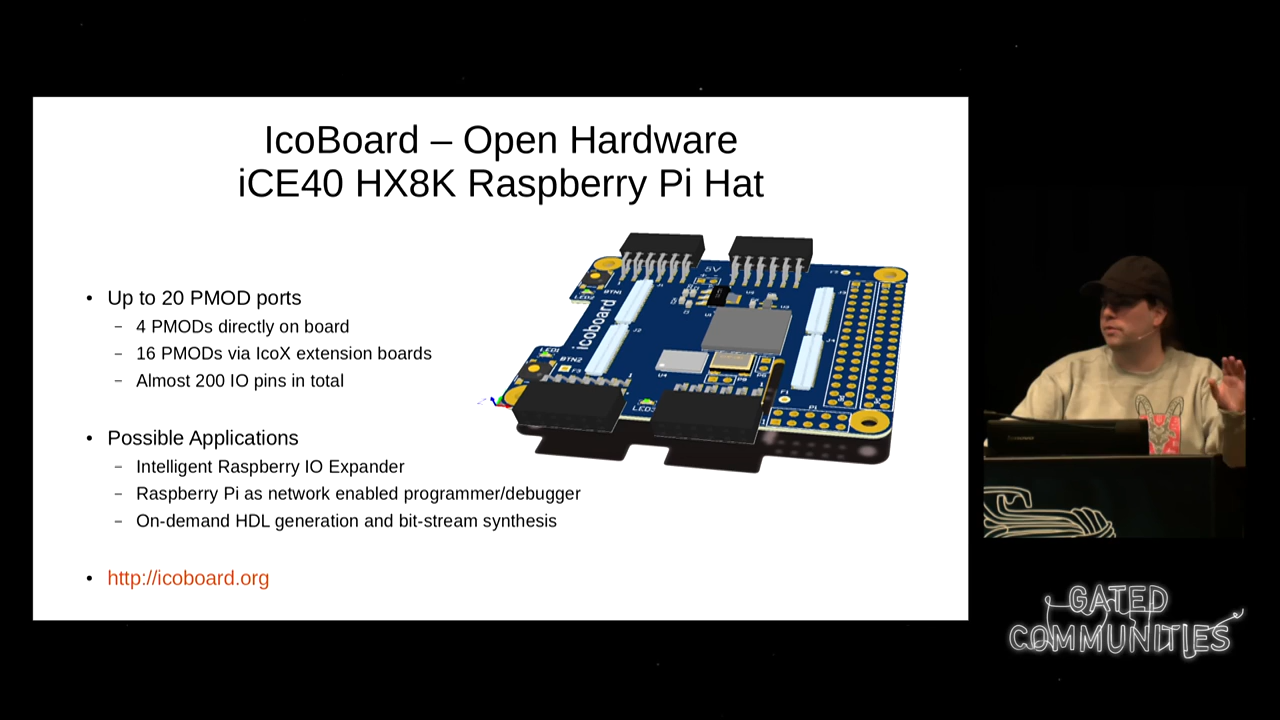 IcoBoard – Open Hardware
iCE40 HX8K Raspberry Pi Hat
• Up to 20 PMOD ports
– 4 PMODs directly on board
– 16 PMODs via IcoX extension boards
– Almost 200 IO pins in total
• Possible Applications
– Intelligent Raspberry IO Expander
– Raspberry Pi as network enabled programmer/debugger
– On-demand HDL generation and bit-stream synthesis
• http://icoboard.org
5V
BTN1
LED2
icoboard
J2
LED1
BTN2
U4
LED3
P1
GATED
COMMUNITIES